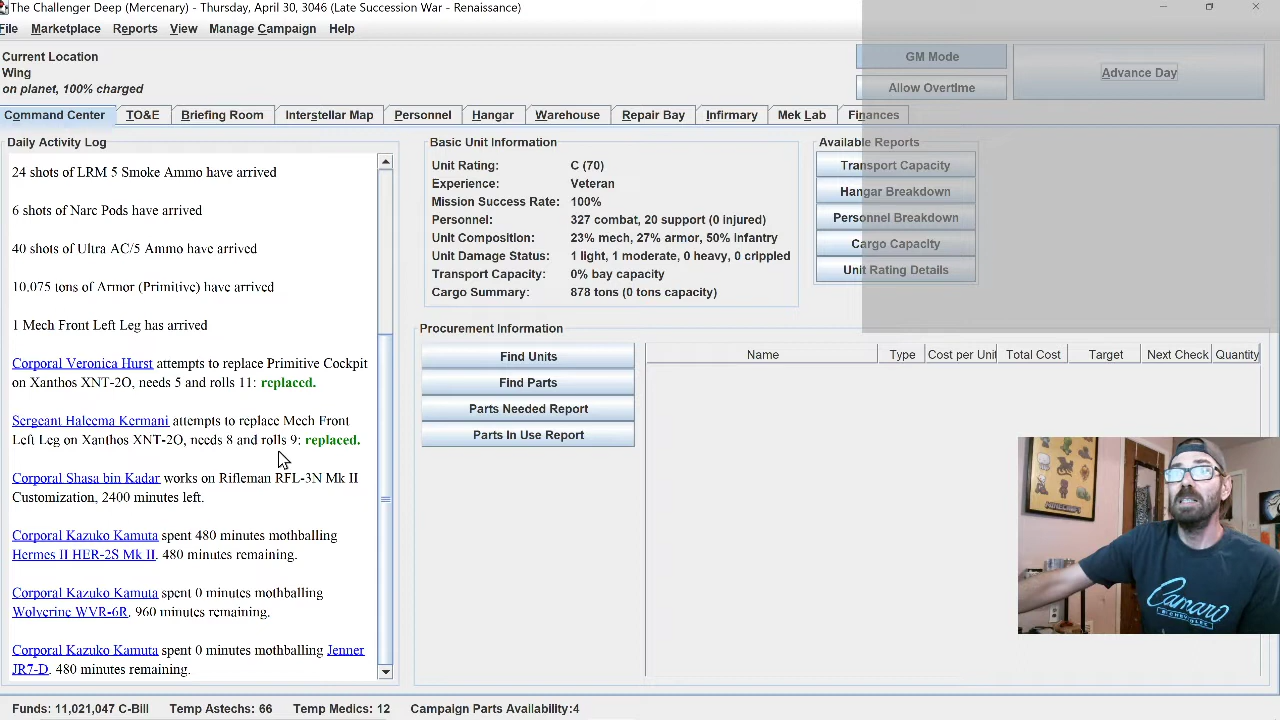 The Challenger Deep (Mercenary) - Thursday, April 30, 3046 (Late Succession War - Renaissance)
File Marketplace Reports View Manage Campaign Help
Current Location
Wing
on planet, 100% charged
GM Mode
Allow Overtime
Advance Day
Command Center TO&E Briefing Room Interstellar Map Personnel Hangar Warehouse Repair Bay Infirmary Mek Lab Finances
Daily Activity Log
24 shots of LRM 5 Smoke Ammo have arrived
6 shots of Narc Pods have arrived
40 shots of Ultra AC/5 Ammo have arrived
10.075 tons of Armor (Primitive) have arrived
1 Mech Front Left Leg has arrived
Corporal Veronica Hurst attempts to replace Primitive Cockpit
on Xanthos XNT-2O, needs 5 and rolls 11: replaced.
Sergeant Haleema Kermani attempts to replace Mech Front
Left Leg on Xanthos XNT-2O, needs 8 and rolls 9: replaced.
Corporal Shasa bin Kadar works on Rifleman RFL-3N Mk II
Customization, 2400 minutes left.
Corporal Kazuko Kamuta spent 480 minutes mothballing
Hermes II HER-2S Mk II. 480 minutes remaining.
Corporal Kazuko Kamuta spent 0 minutes mothballing
Wolverine WVR-6R. 960 minutes remaining.
Corporal Kazuko Kamuta spent 0 minutes mothballing Jenner
JR7-D. 480 minutes remaining.
Basic Unit Information
Unit Rating: C (70)
Experience: Veteran
Mission Success Rate: 100%
Personnel: 327 combat, 20 support (0 injured)
Unit Composition: 23% mech, 27% armor, 50% infantry
Unit Damage Status: 1 light, 1 moderate, 0 heavy, 0 crippled
Transport Capacity: 0% bay capacity
Cargo Summary: 878 tons (0 tons capacity)
Available Reports
Transport Capacity
Hangar Breakdown
Personnel Breakdown
Cargo Capacity
Unit Rating Details
Procurement Information
Find Units
Find Parts
Parts Needed Report
Parts In Use Report
Name Type Cost per Unit Total Cost Target Next Check Quantity
Camaro
BY CHEVROLET
Funds: 11,021,047 C-Bill Temp Astechs: 66 Temp Medics: 12 Campaign Parts Availability:4